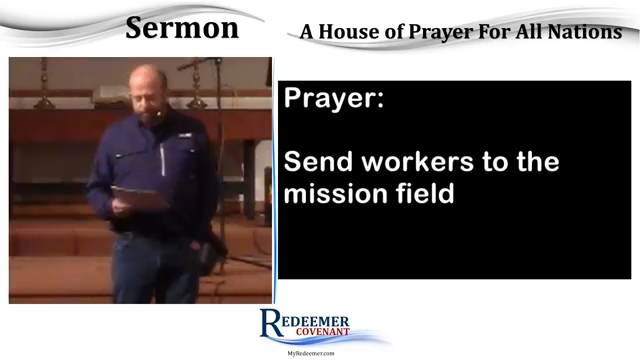 Sermon
A House of Prayer For All Nations
Prayer:
Send workers to the
mission field
REDEEMER
COVENANT
MyRedeemer.com